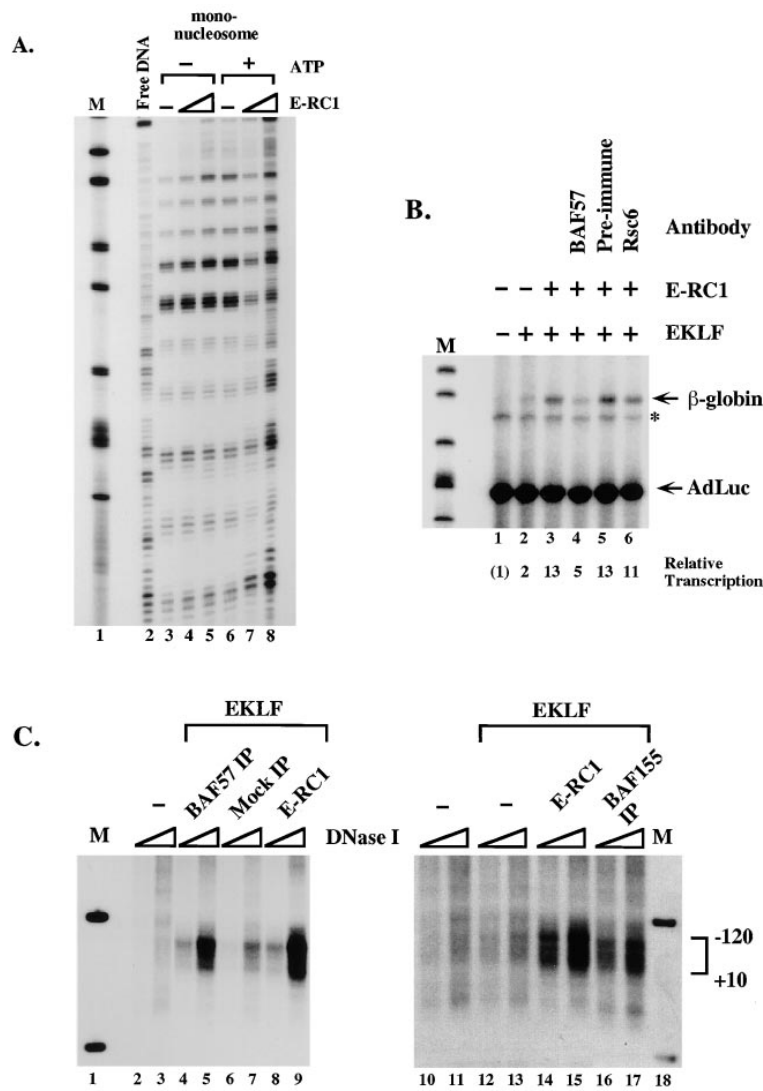 A.
mono-
nucleosome
Free DNA
− + ATP
M − − E-RC1
1 2 3 4 5 6 7 8
B.
BAF57
Pre-immune
Rsc6
Antibody
− − + + + + E-RC1
− + + + + + EKLF
M
β-globin
*
AdLuc
1 2 3 4 5 6
(1) 2 13 5 13 11 Relative
Transcription
C.
EKLF
−
BAF57 IP
Mock IP
E-RC1
M
DNase I
1 2 3 4 5 6 7 8 9
EKLF
− −
E-RC1
BAF155
IP
M
-120
+10
10 11 12 13 14 15 16 17 18